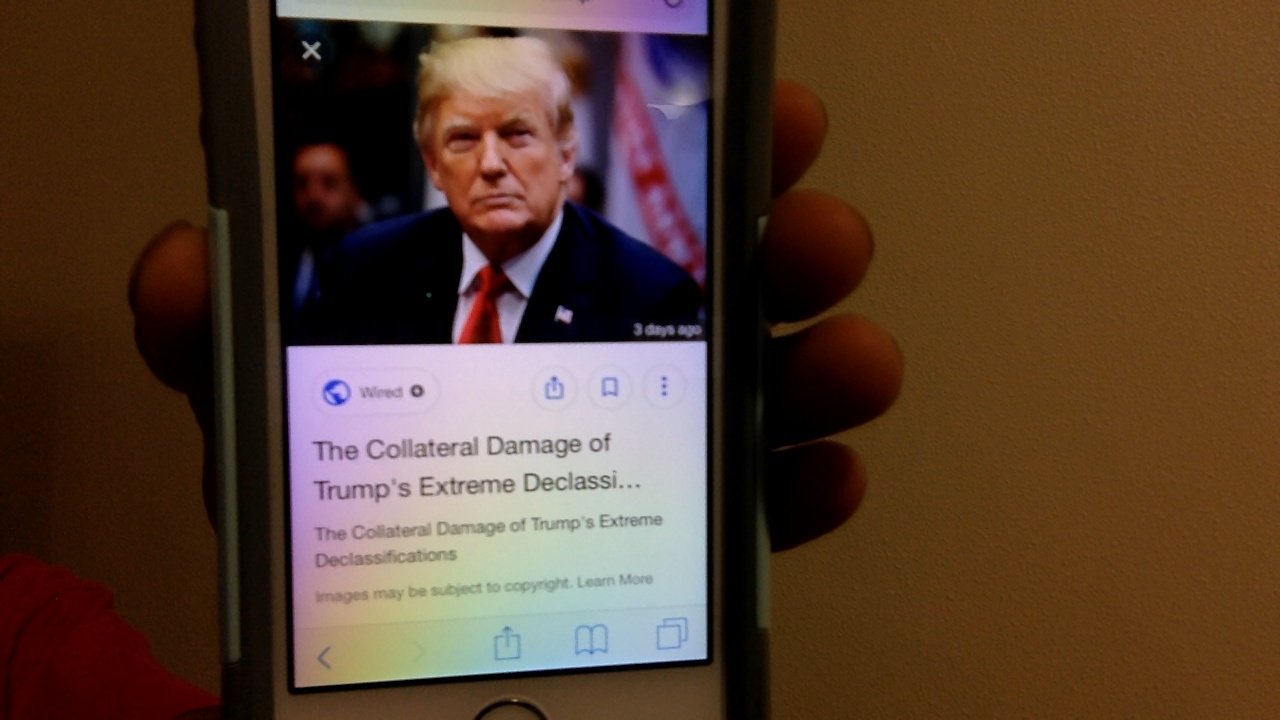 3 days ago
Wired
The Collateral Damage of
Trump's Extreme Declassi...
The Collateral Damage of Trump's Extreme
Declassifications
Images may be subject to copyright. Learn More